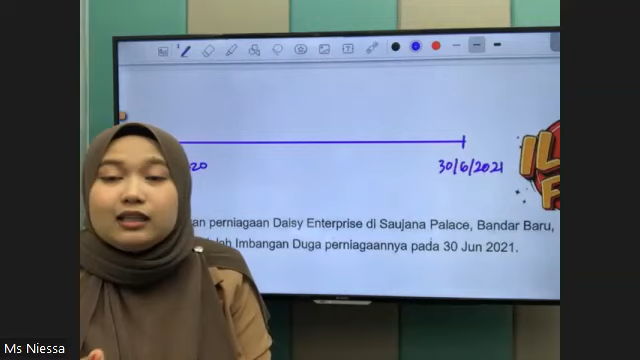 20
30/6/2021
an perniagaan Daisy Enterprise di Saujana Palace, Bandar Baru,
Imbangan Duga perniagaannya pada 30 Jun 2021.
Ms Niessa